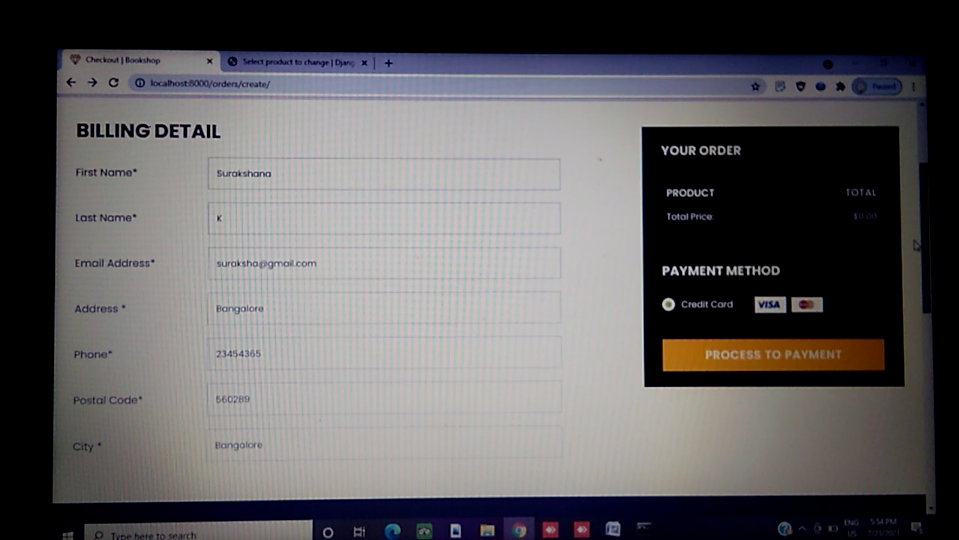 Checkout | Bookshop
Select product to change | Djang
localhost:8000/orders/create/
Paused
BILLING DETAIL
First Name* Surakshana
Last Name* K
Email Address* suraksha@gmail.com
Address * Bangalore
Phone* 23454365
Postal Code* 560289
City * Bangalore
YOUR ORDER
PRODUCT TOTAL
Total Price: $0.00
PAYMENT METHOD
Credit Card VISA
PROCESS TO PAYMENT
Type here to search
ENG 5:54 PM
US